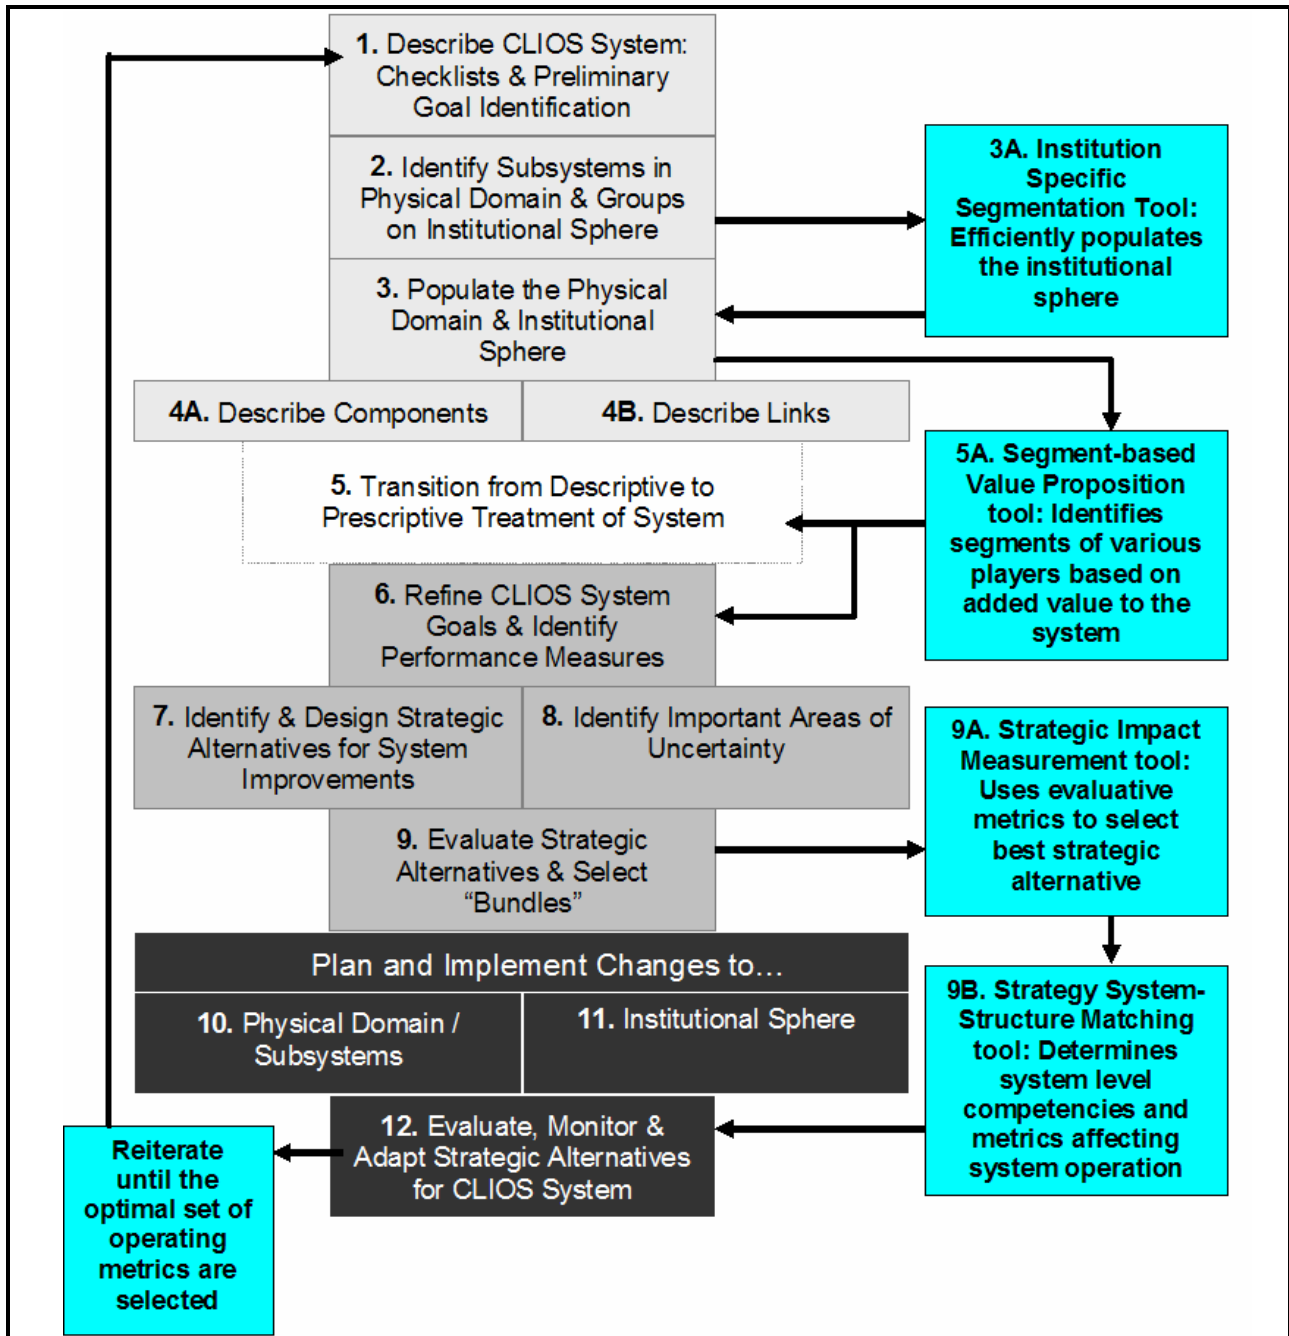 1. Describe CLIOS System:
Checklists & Preliminary
Goal Identification
2. Identify Subsystems in
Physical Domain & Groups
on Institutional Sphere
3A. Institution
Specific
Segmentation Tool:
Efficiently populates
the institutional
sphere
3. Populate the Physical
Domain & Institutional
Sphere
4A. Describe Components
4B. Describe Links
5. Transition from Descriptive to
Prescriptive Treatment of System
5A. Segment-based
Value Proposition
tool: Identifies
segments of various
players based on
added value to the
system
6. Refine CLIOS System
Goals & Identify
Performance Measures
7. Identify & Design Strategic
Alternatives for System
Improvements
8. Identify Important Areas of
Uncertainty
9. Evaluate Strategic
Alternatives & Select
“Bundles”
9A. Strategic Impact
Measurement tool:
Uses evaluative
metrics to select
best strategic
alternative
Plan and Implement Changes to…
10. Physical Domain /
Subsystems
11. Institutional Sphere
9B. Strategy System-
Structure Matching
tool: Determines
system level
competencies and
metrics affecting
system operation
12. Evaluate, Monitor &
Adapt Strategic Alternatives
for CLIOS System
Reiterate
until the
optimal set of
operating
metrics are
selected